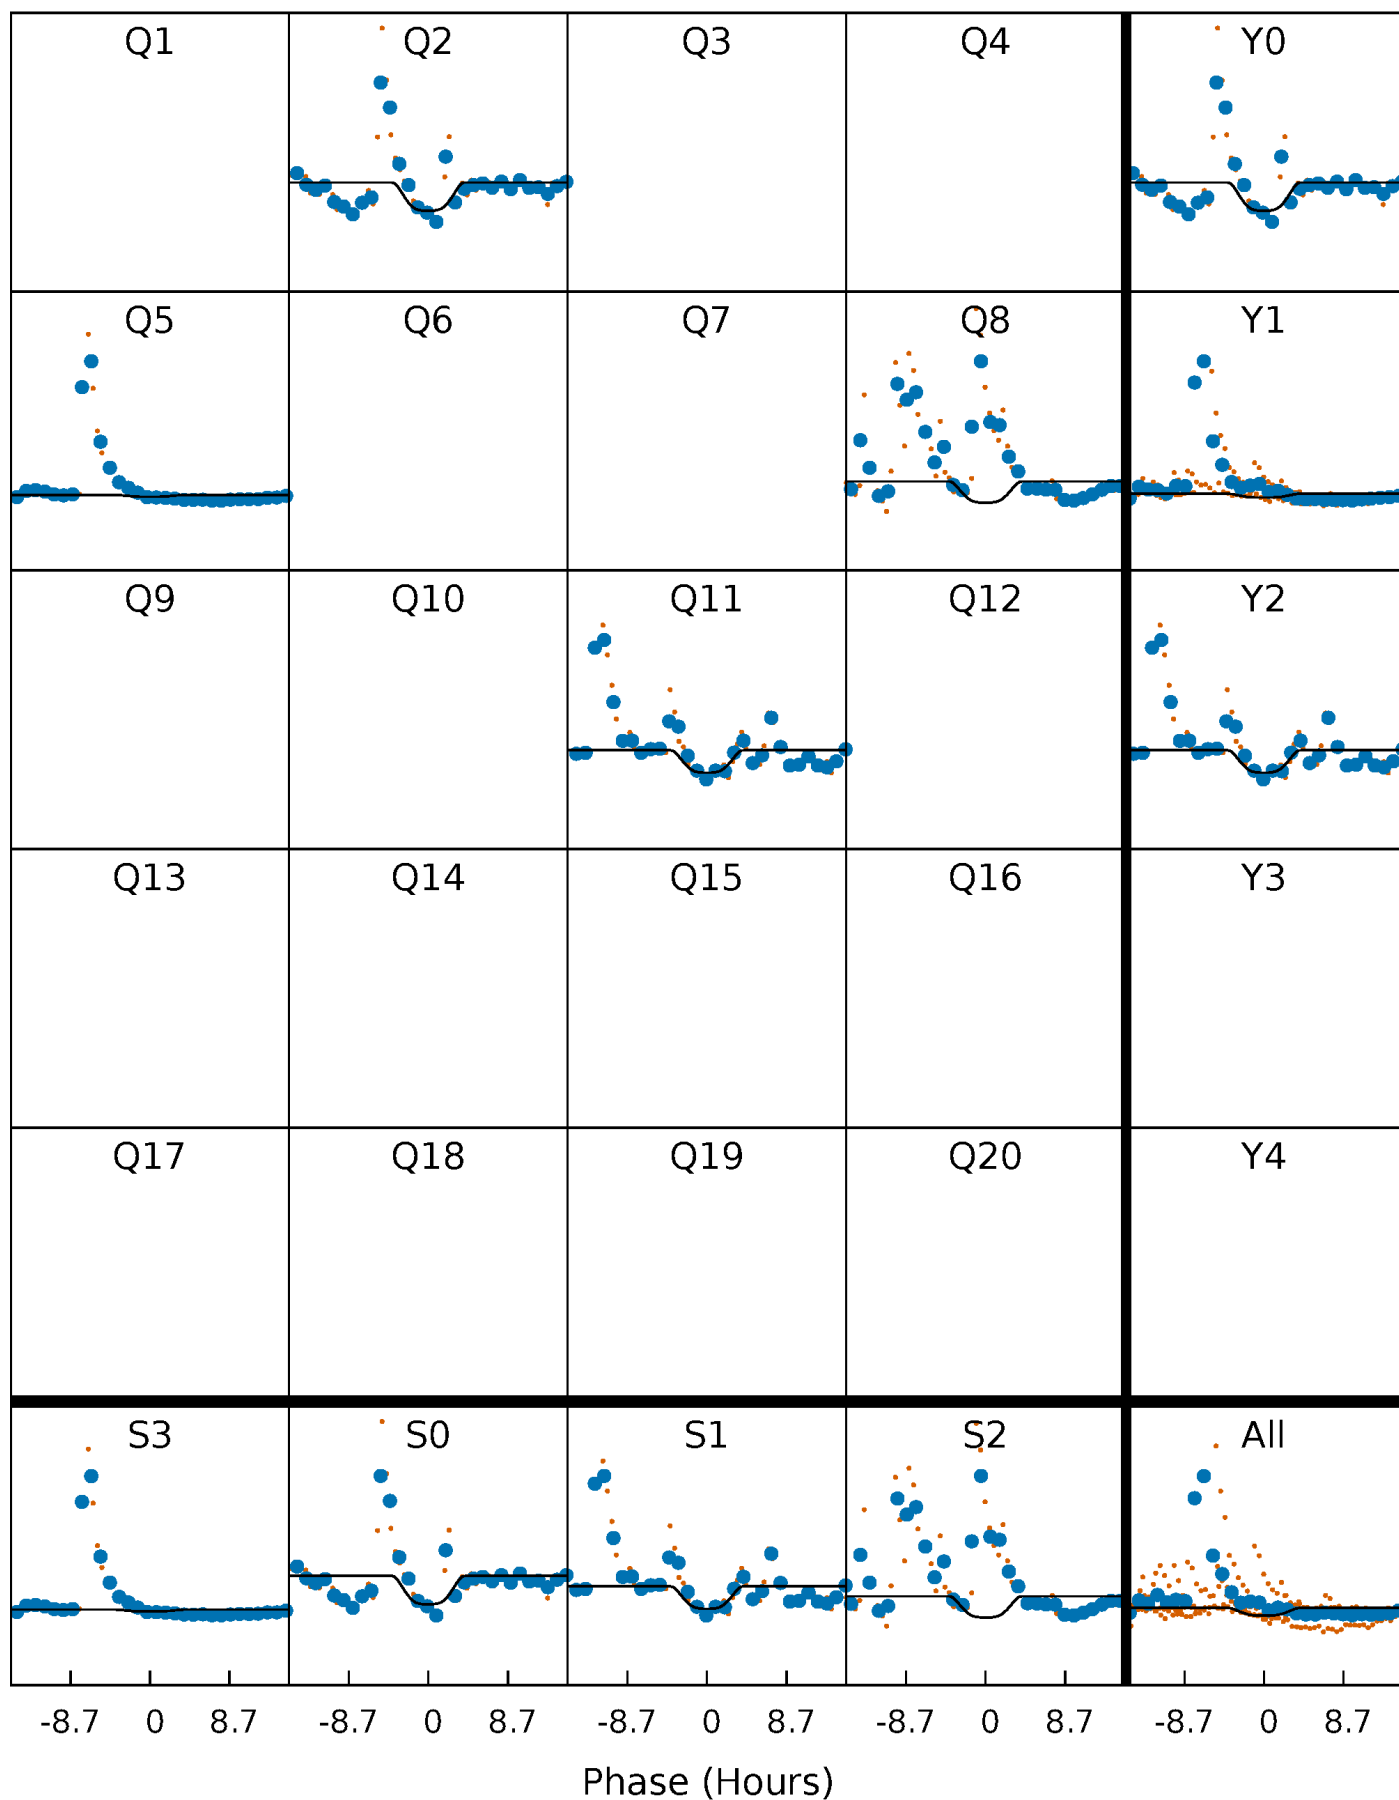 Q1 Q2 Q3 Q4 Y0
Q5 Q6 Q7 Q8 Y1
Q9 Q10 Q11 Q12 Y2
Q13 Q14 Q15 Q16 Y3
Q17 Q18 Q19 Q20 Y4
S3 S0 S1 S2 All
-8.7 0 8.7 -8.7 0 8.7 -8.7 0 8.7 -8.7 0 8.7 -8.7 0 8.7
Phase (Hours)